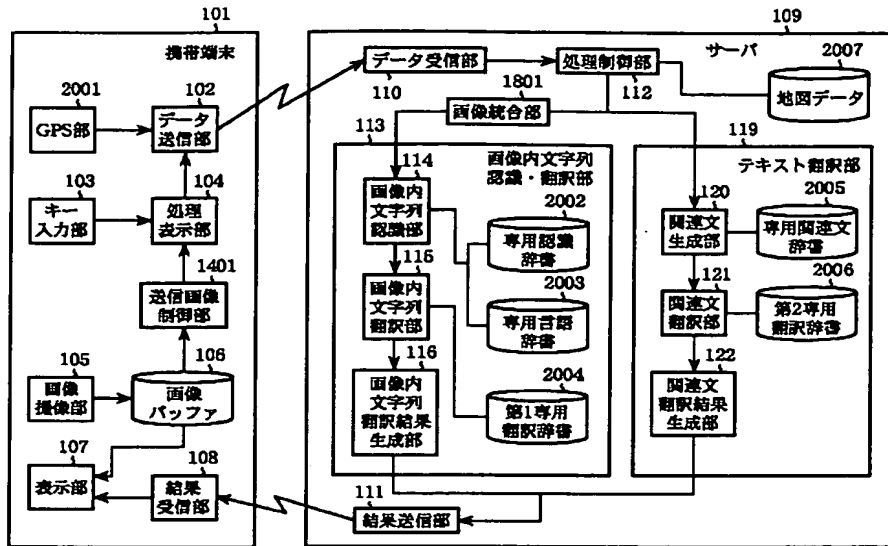 101
携帯端末
2001
GPS部
102
データ
送信部
103
キー
入力部
104
処理
表示部
1401
送信画像
制御部
105
画像
撮像部
106
画像
バッファ
107
表示部
108
結果
受信部
109
サーバ
データ受信部
110
処理制御部
112
2007
地図データ
1801
画像統合部
113
画像内文字列
認識・翻訳部
114
画像内
文字列
認識部
2002
専用認識
辞書
115
画像内
文字列
翻訳部
2003
専用言語
辞書
116
画像内
文字列
翻訳結果
生成部
2004
第1専用
翻訳辞書
119
テキスト翻訳部
120
関連文
生成部
2005
専用関連文
辞書
121
関連文
翻訳部
2006
第2専用
翻訳辞書
122
関連文
翻訳結果
生成部
111
結果送信部